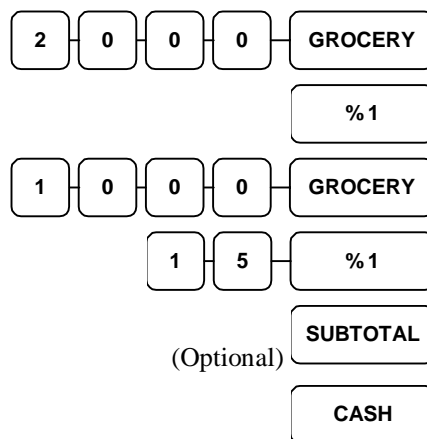 2 0 0 0 GROCERY
%1
1 0 0 0 GROCERY
1 5 %1
(Optional) SUBTOTAL
CASH